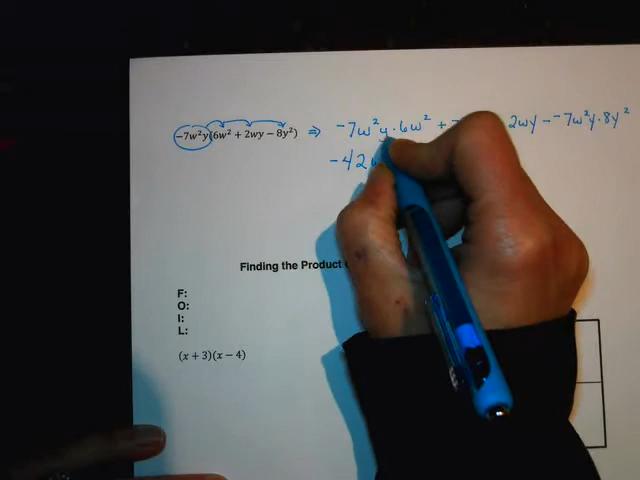 −7w²y(6w² + 2wy − 8y²) ⇒ -7w²y·6w² + 2wy - -7w²y·8y²
-42
Finding the Product
F:
O:
I:
L:
(x + 3)(x − 4)